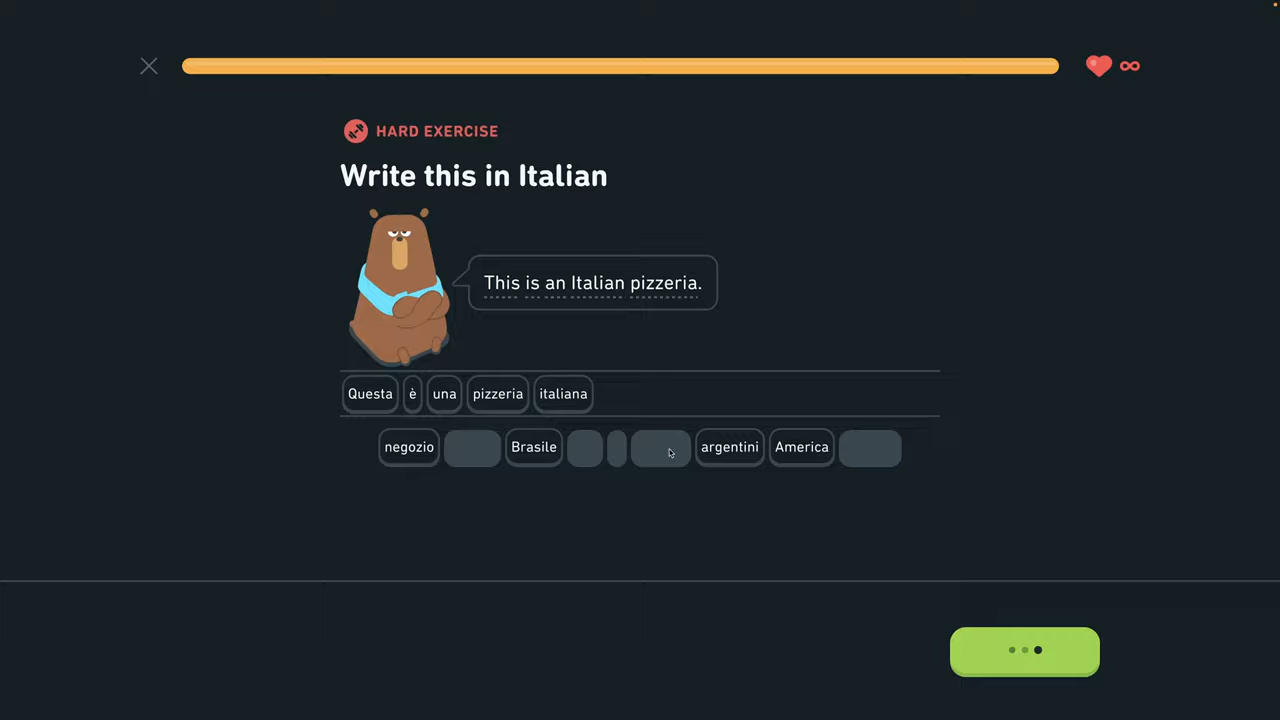 HARD EXERCISE
Write this in Italian
This is an Italian pizzeria.
Questa è una pizzeria italiana
negozio Brasile argentini America